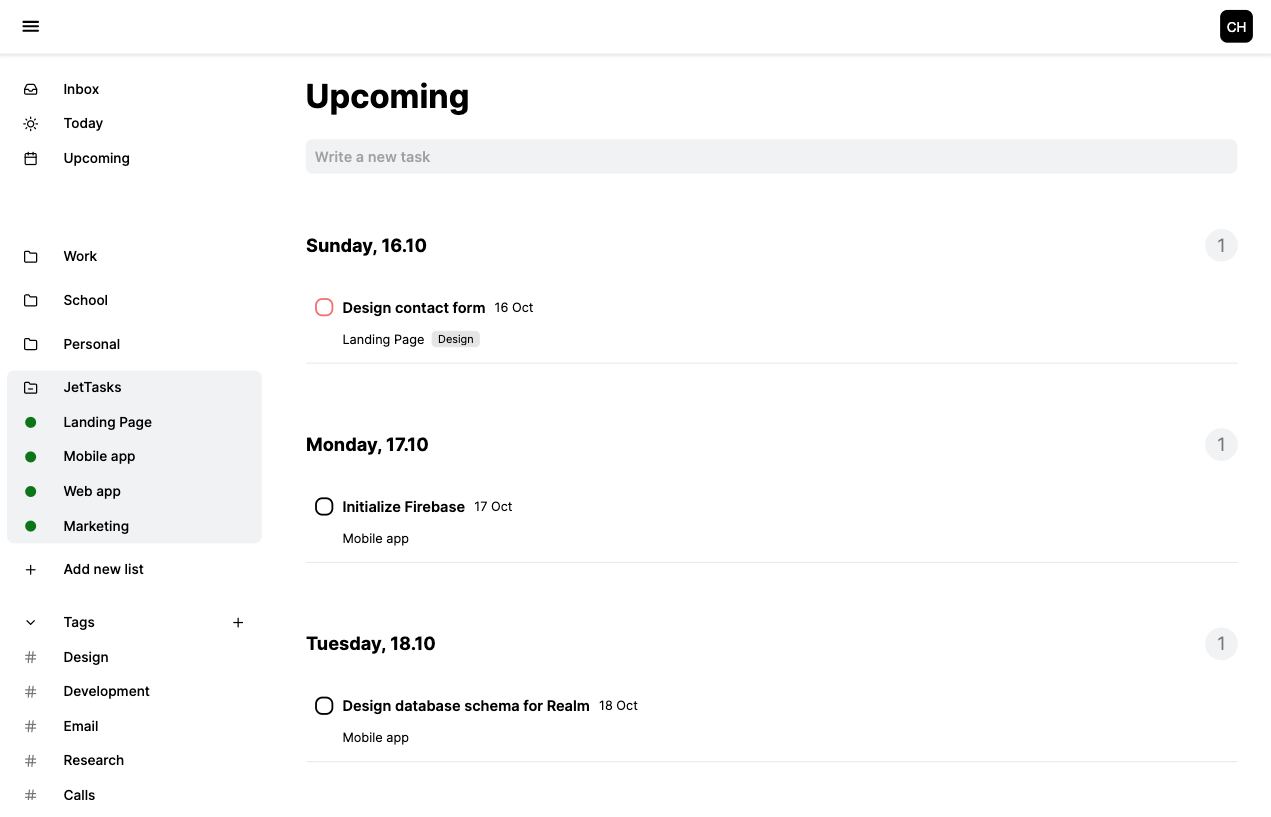 CH
Inbox
Today
Upcoming
Work
School
Personal
JetTasks
Landing Page
Mobile app
Web app
Marketing
Add new list
Tags
Design
Development
Email
Research
Calls
Upcoming
Write a new task
Sunday, 16.10 1
Design contact form 16 Oct
Landing Page Design
Monday, 17.10 1
Initialize Firebase 17 Oct
Mobile app
Tuesday, 18.10 1
Design database schema for Realm 18 Oct
Mobile app